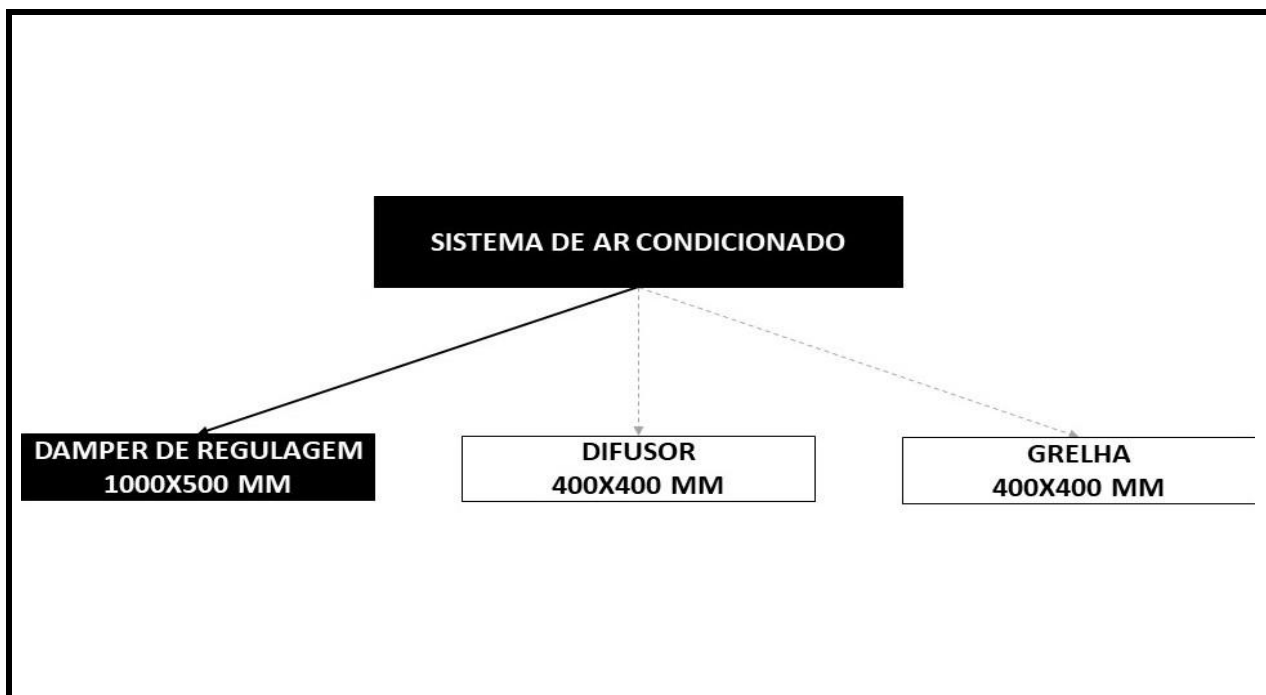 SISTEMA DE AR CONDICIONADO
DAMPER DE REGULAGEM
1000X500 MM
DIFUSOR
400X400 MM
GRELHA
400X400 MM